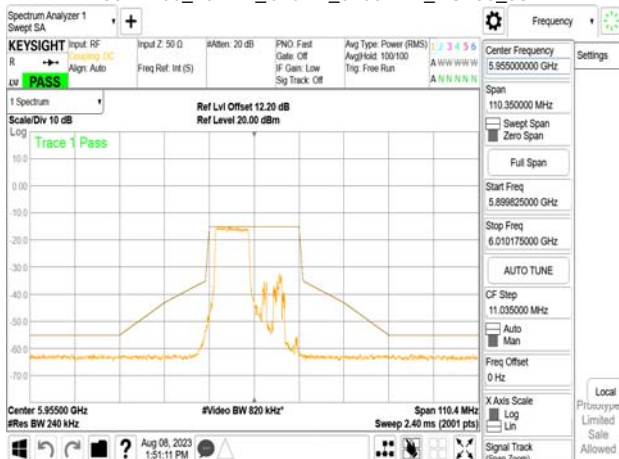 Spectrum Analyzer 1
Swept SA
Frequency
KEYSIGHT
R
LV
PASS
Input: RF
Coupling: DC
Align: Auto
Input Z: 50 Ω
Freq Ref: Int (S)
#Atten: 20 dB
PNO: Fast
Gate: Off
IF Gain: Low
Sig Track: Off
Avg Type: Power (RMS)
Avg|Hold: 100/100
Trig: Free Run
1 2 3 4 5 6
A W W W W W
A N N N N N
1 Spectrum
Scale/Div 10 dB
Ref Lvl Offset 12.20 dB
Ref Level 20.00 dBm
Log
Trace 1 Pass
10.0
0.00
-10.0
-20.0
-30.0
-40.0
-50.0
-60.0
-70.0
Center 5.95500 GHz
#Res BW 240 kHz
#Video BW 820 kHz*
Span 110.4 MHz
Sweep 2.40 ms (2001 pts)
Aug 08, 2023
1:51:11 PM
Center Frequency
5.955000000 GHz
Settings
Span
110.350000 MHz
Swept Span
Zero Span
Full Span
Start Freq
5.899825000 GHz
Stop Freq
6.010175000 GHz
AUTO TUNE
CF Step
11.035000 MHz
Auto
Man
Freq Offset
0 Hz
X Axis Scale
Log
Lin
Signal Track
(Span Zoom)
Local
Prototype
Limited
Sale
Allowed